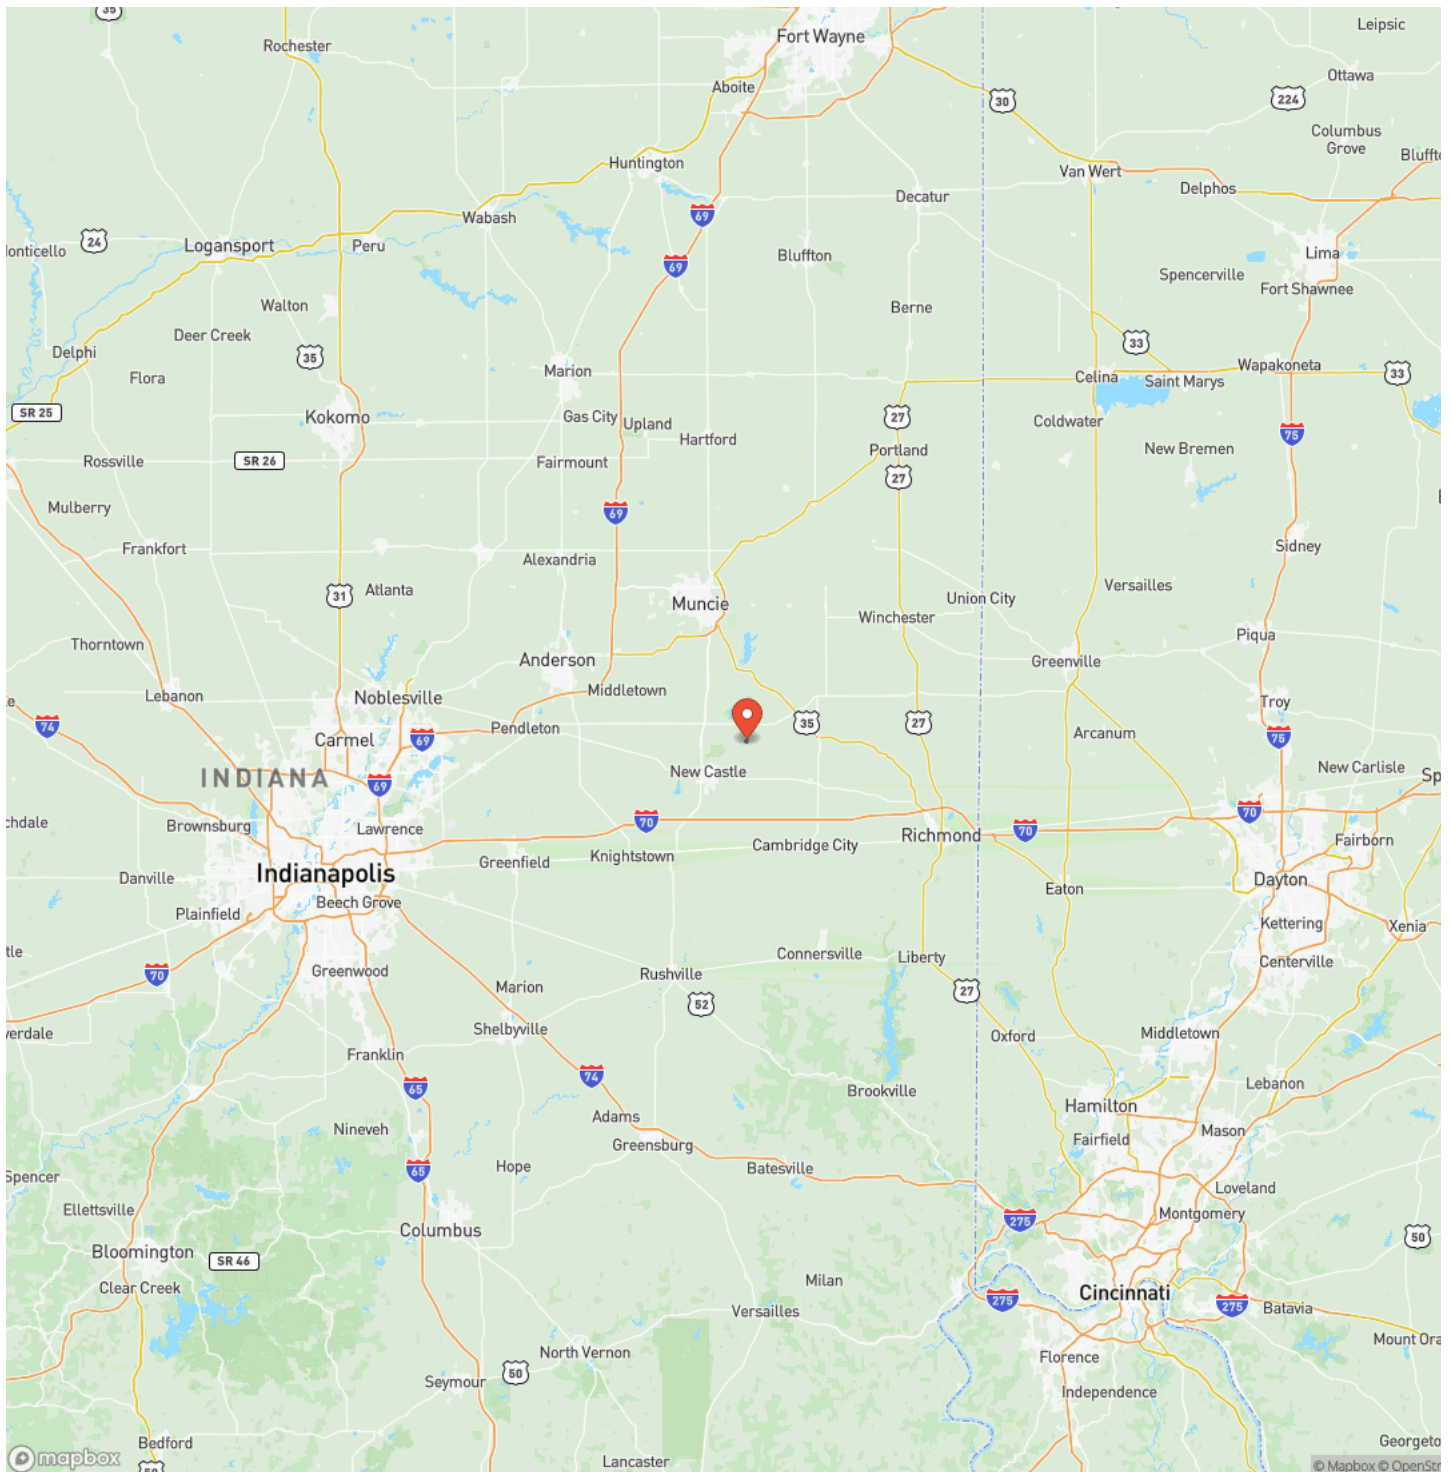 35
Fort Wayne
Leipsic
Rochester
Ottawa
Aboite
30
224
Columbus
Grove
Huntington
Van Wert
Delphos
Decatur
69
Wabash
24
Logansport
Peru
Bluffton
Lima
69
Spencerville
Fort Shawnee
Walton
Berne
Deer Creek
33
Delphi
35
Wapakoneta
Marion
Celina
Saint Marys
33
Flora
SR 25
Kokomo
Gas City
Upland
27
Coldwater
75
Hartford
Portland
New Bremen
Rossville
SR 26
Fairmount
27
Mulberry
69
Frankfort
Sidney
Alexandria
Atlanta
31
Versailles
Muncie
Union City
Winchester
Piqua
Thorntown
Anderson
Greenville
Lebanon
Noblesville
Middletown
Troy
74
Pendleton
35
27
Carmel
69
Arcanum
75
INDIANA
69
New Castle
New Carlisle
Brownsburg
Lawrence
70
70
70
Richmond
Cambridge City
Knightstown
Greenfield
Fairborn
Indianapolis
Danville
Dayton
Eaton
Beech Grove
Plainfield
Kettering
Xenia
Connersville
Liberty
Centerville
70
Greenwood
Rushville
Marion
27
52
Shelbyville
Oxford
Middletown
Franklin
74
65
Brookville
Lebanon
Hamilton
Adams
Nineveh
Mason
Fairfield
Greensburg
Hope
65
Batesville
Spencer
Loveland
Ellettsville
Montgomery
Columbus
275
50
Bloomington
SR 46
Clear Creek
Milan
Cincinnati
275
275
Batavia
Versailles
North Vernon
Florence
50
Seymour
Independence
Bedford
Lancaster
mapbox
© Mapbox © OpenStr